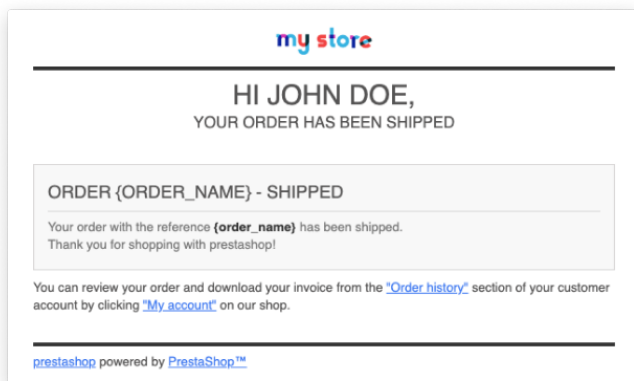 my store
HI JOHN DOE,
YOUR ORDER HAS BEEN SHIPPED
ORDER {ORDER_NAME} - SHIPPED
Your order with the reference {order_name} has been shipped.
Thank you for shopping with prestashop!
You can review your order and download your invoice from the "Order history" section of your customer
account by clicking "My account" on our shop.
prestashop powered by PrestaShop™